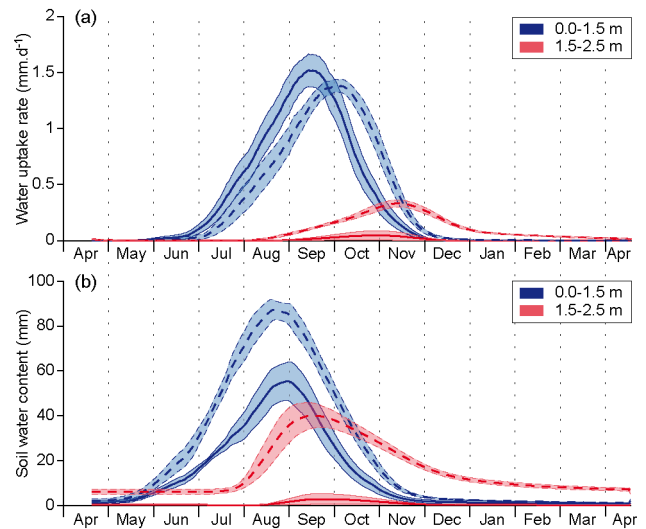 (a)
0.0-1.5 m
1.5-2.5 m
Water uptake rate (mm.d⁻¹)
2
1.5
1
0.5
0
Apr May Jun Jul Aug Sep Oct Nov Dec Jan Feb Mar Apr
(b)
0.0-1.5 m
1.5-2.5 m
Soil water content (mm)
100
80
60
40
20
0
Apr May Jun Jul Aug Sep Oct Nov Dec Jan Feb Mar Apr